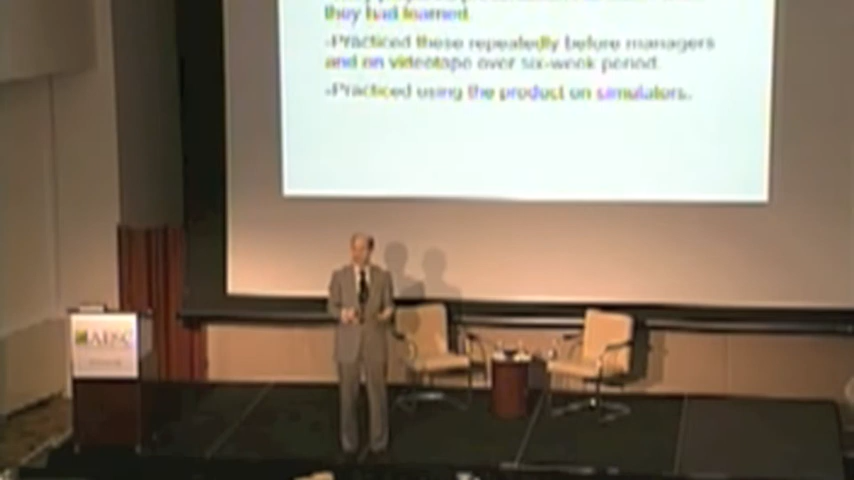 they had learned.
-Practiced these repeatedly before managers
and on videotape over six-week period.
-Practiced using the product on simulators.